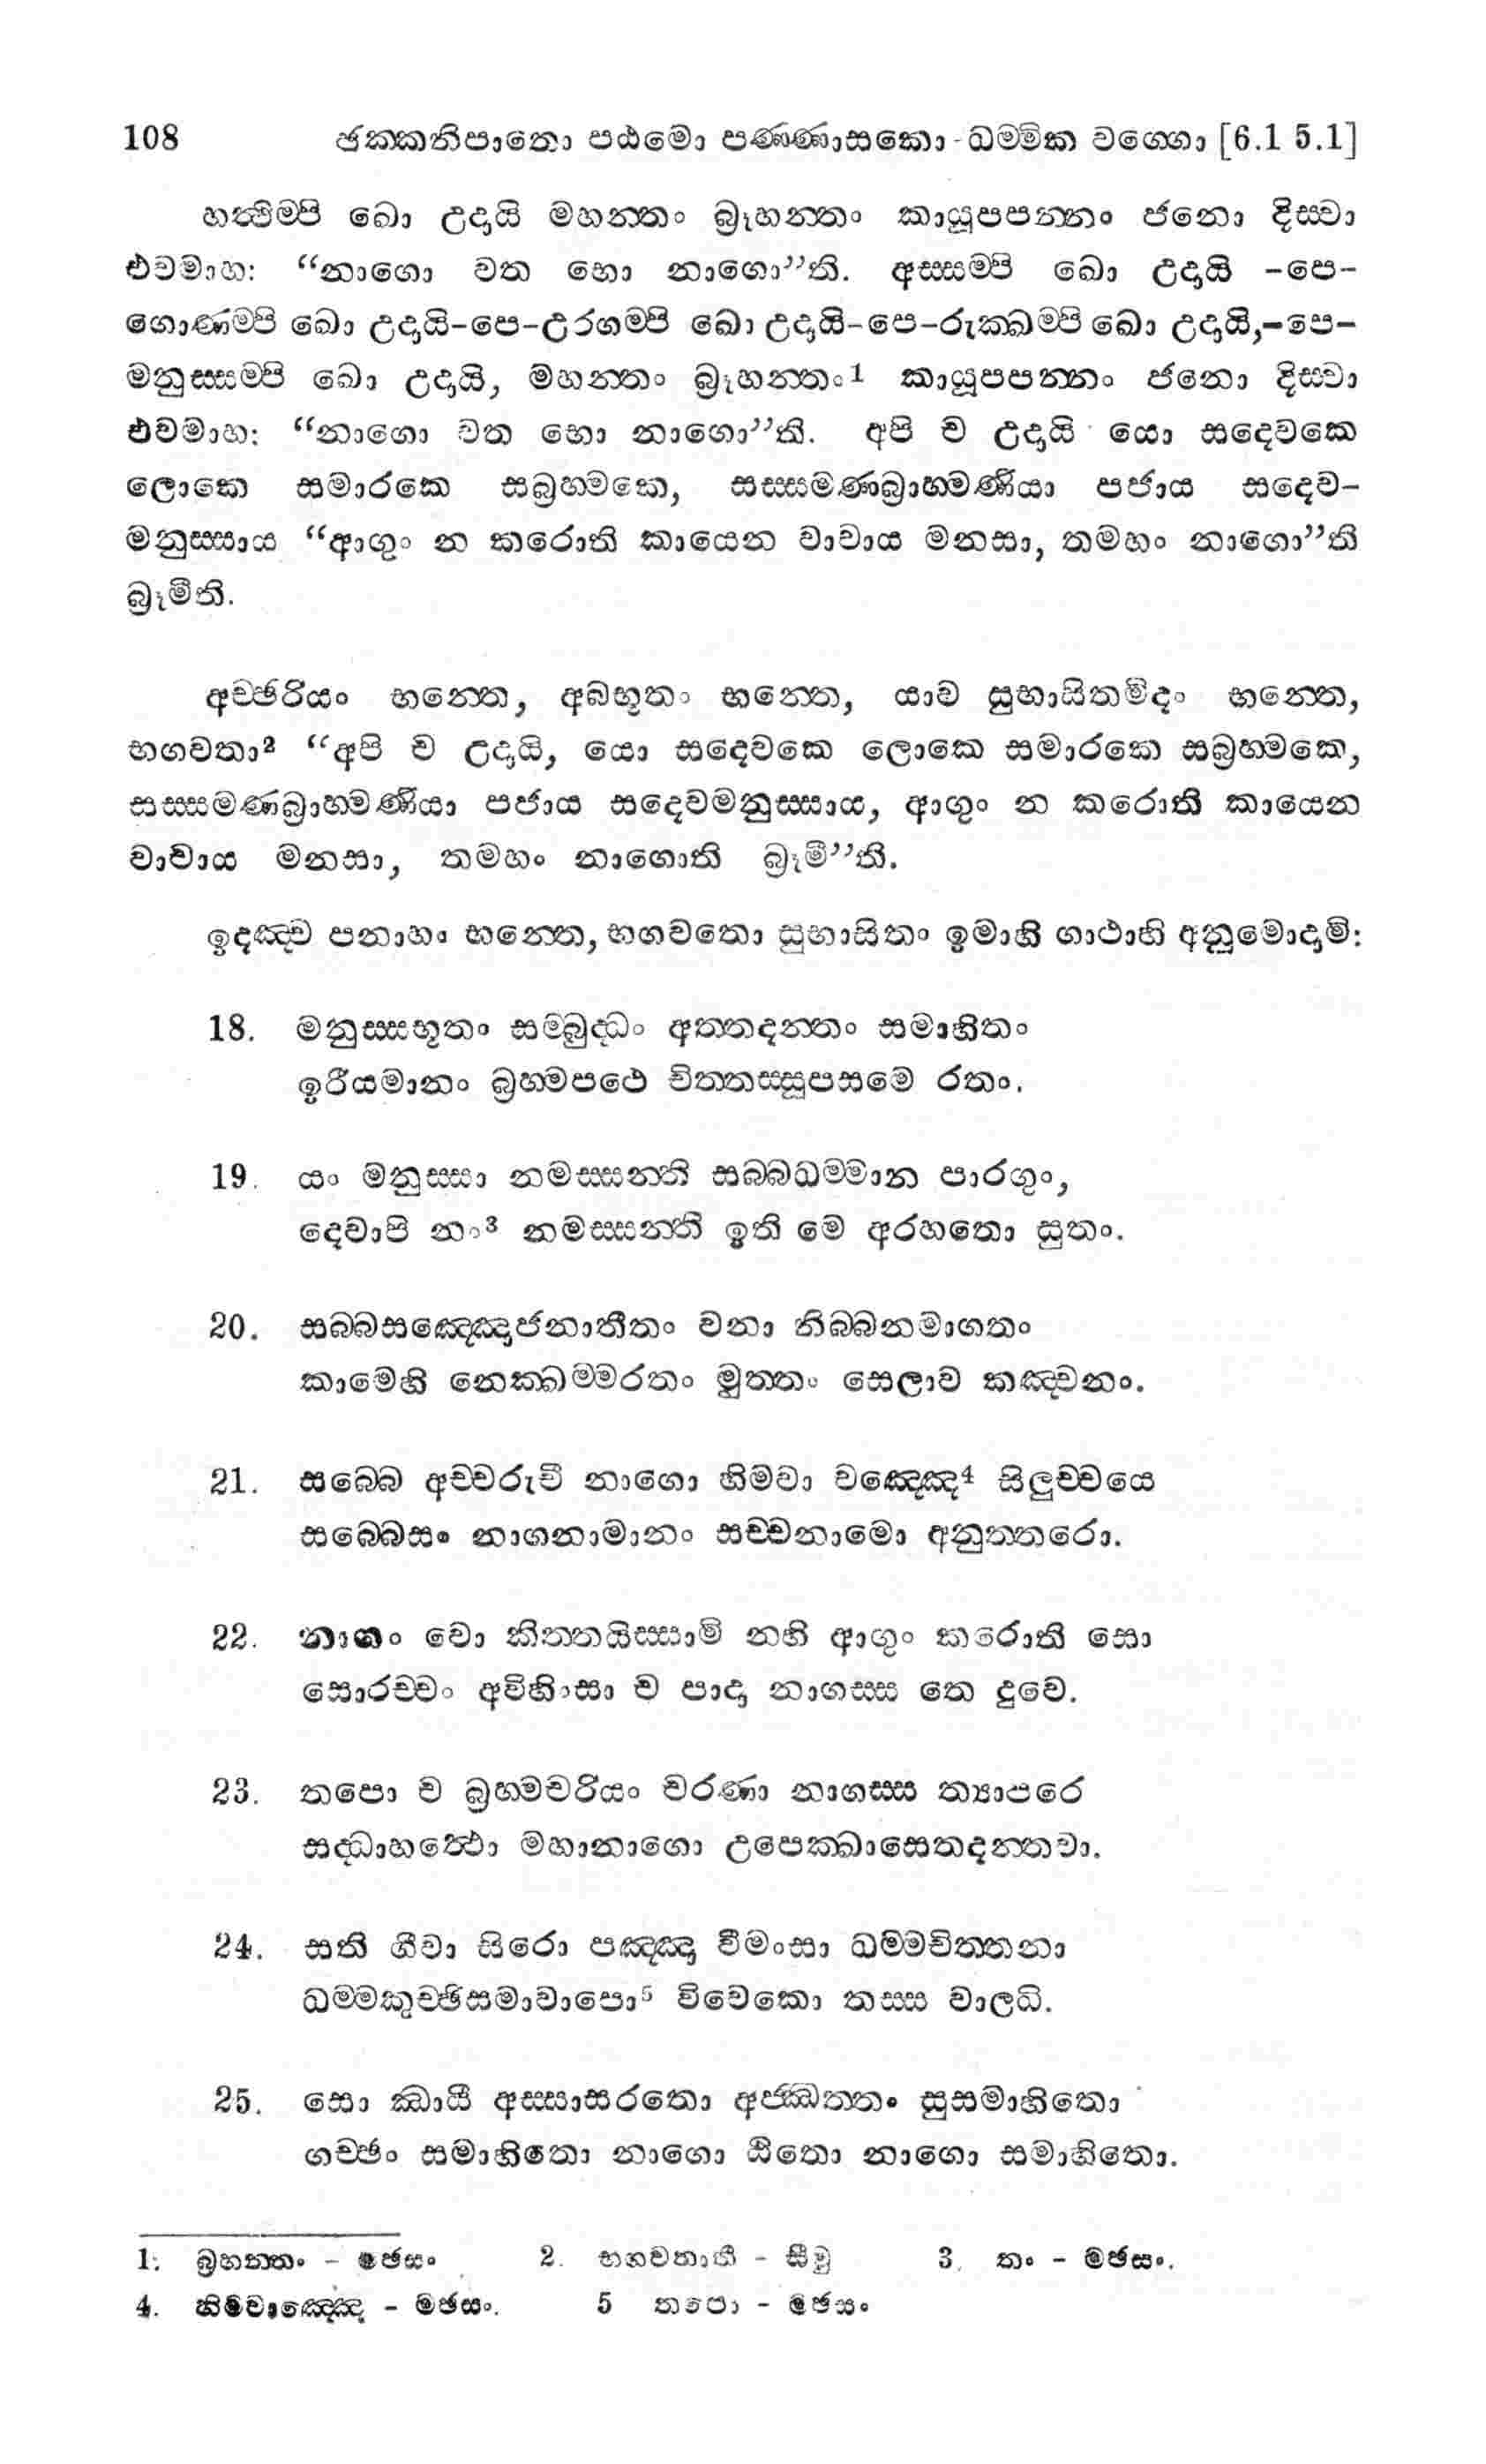 108 ඡක්කනිපාතො පඨමො පණ්ණාසකො - ධම්මික වග්ගො [6.1 5.1]
හත්ථිම්පි ඛො උදායි මහන්තං බ්‍රූහන්තං කායූපපන්නං ජනො දිස්වා
එවමාහ: “නාගො වත භො නාගො”ති. අස්සම්පි ඛො උදායි -පෙ-
ගොණම්පි ඛො උදායි-පෙ-උරගම්පි ඛො උදායි-පෙ-රුක්ඛම්පි ඛො උදායි,-පෙ-
මනුස්සම්පි ඛො උදායි, මහන්තං බ්‍රූහන්තං1 කායූපපන්නං ජනො දිස්වා
එවමාහ: “නාගො වත භො නාගො”ති. අපි ච උදායි යො සදෙවකෙ
ලොකෙ සමාරකෙ සබ්‍රහ්මකෙ, සස්සමණබ්‍රාහ්මණියා පජාය සදෙව-
මනුස්සාය “ආගුං න කරොති කායෙන වාචාය මනසා, තමහං නාගො”ති
බ්‍රූමීති.
අච්ඡරියං භන්තෙ, අබ්භූතං භන්තෙ, යාව සුභාසිතමිදං භන්තෙ,
භගවතා2 “අපි ච උදායි, යො සදෙවකෙ ලොකෙ සමාරකෙ සබ්‍රහ්මකෙ,
සස්සමණබ්‍රාහ්මණියා පජාය සදෙවමනුස්සාය, ආගුං න කරොති කායෙන
වාචාය මනසා, තමහං නාගොති බ්‍රූමී”ති.
ඉදඤ්ච පනාහං භන්තෙ, භගවතො සුභාසිතං ඉමාහි ගාථාහි අනුමොදාමි:
18. මනුස්සභූතං සම්බුද්ධං අත්තදන්තං සමාහිතං
ඉරීයමානං බ්‍රහ්මපථෙ චිත්තස්සූපසමෙ රතං.
19. යං මනුස්සා නමස්සන්ති සබ්බධම්මාන පාරගුං,
දෙවාපි නං3 නමස්සන්ති ඉති මෙ අරහතො සුතං.
20. සබ්බසඤ්ඤොජනාතීතං වනා නිබ්බනමාගතං
කාමෙහි නෙක්ඛම්මරතං මුත්තං සෙලාව කඤ්චනං.
21. සබ්බෙ අච්චරුචී නාගො හිමවා වඤ්ඤෙ4 සිලුච්චයෙ
සබ්බෙසං නාගනාමානං සච්චනාමො අනුත්තරො.
22. නාගං වො කිත්තයිස්සාමි නහි ආගුං කරොති සො
සොරච්චං අවිහිංසා ච පාදා නාගස්ස තෙ දුවෙ.
23. තපො ච බ්‍රහ්මචරියං චරණා නාගස්ස ත්‍යාපරෙ
සද්ධාහත්ථො මහානාගො උපෙක්ඛාසෙතදන්තවා.
24. සති ගීවා සිරො පඤ්ඤා වීමංසා ධම්මචින්තනා
ධම්මකුච්ඡිසමාවාපො5 විවෙකො තස්ස වාලධි.
25. සො ඣායී අස්සාසරතො අජ්ඣත්තං සුසමාහිතො
ගච්ඡං සමාහිතො නාගො ඨිතො නාගො සමාහිතො.
1. බ්‍රහන්තං - මඡසං 2. භගවතාති - සීමු 3. තං - මඡසං.
4. හිමවාඤ්ඤෙ - මඡසං. 5 තපො - මඡසං